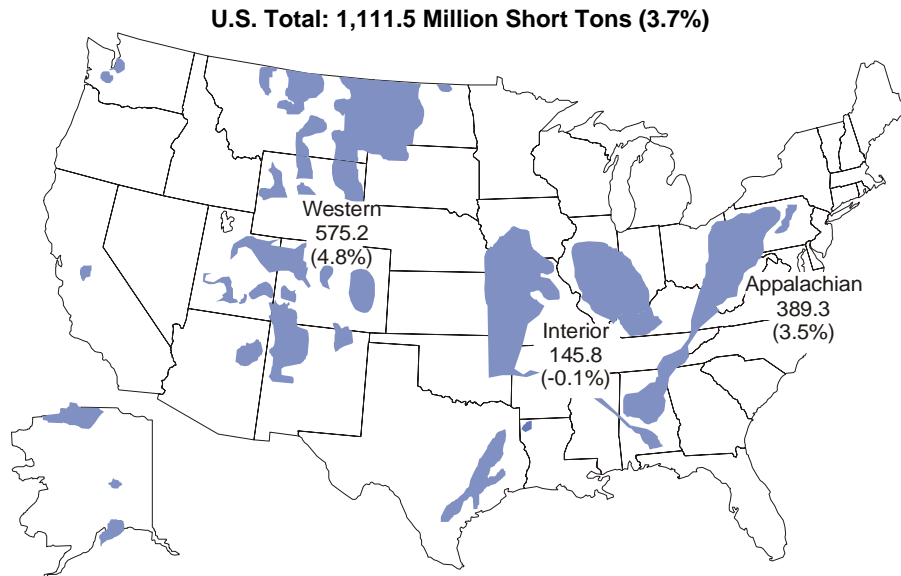 U.S. Total: 1,111.5 Million Short Tons (3.7%)
Western
575.2
(4.8%)
Appalachian
389.3
(3.5%)
Interior
145.8
(-0.1%)